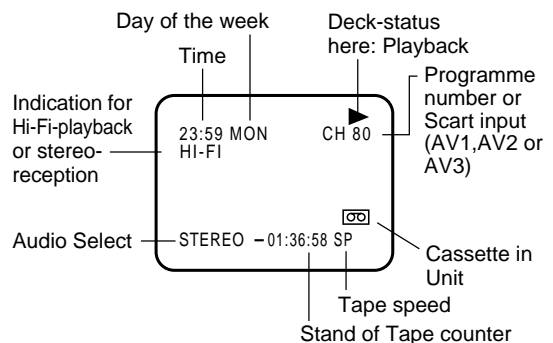 Day of the week
Time
Deck-status
here: Playback
Programme
number or
Scart input
(AV1,AV2 or
AV3)
Indication for
Hi-Fi-playback
or stereo-
reception
23:59 MON
CH 80
HI-FI
Audio Select
STEREO –01:36:58 SP
Cassette in
Unit
Tape speed
Stand of Tape counter